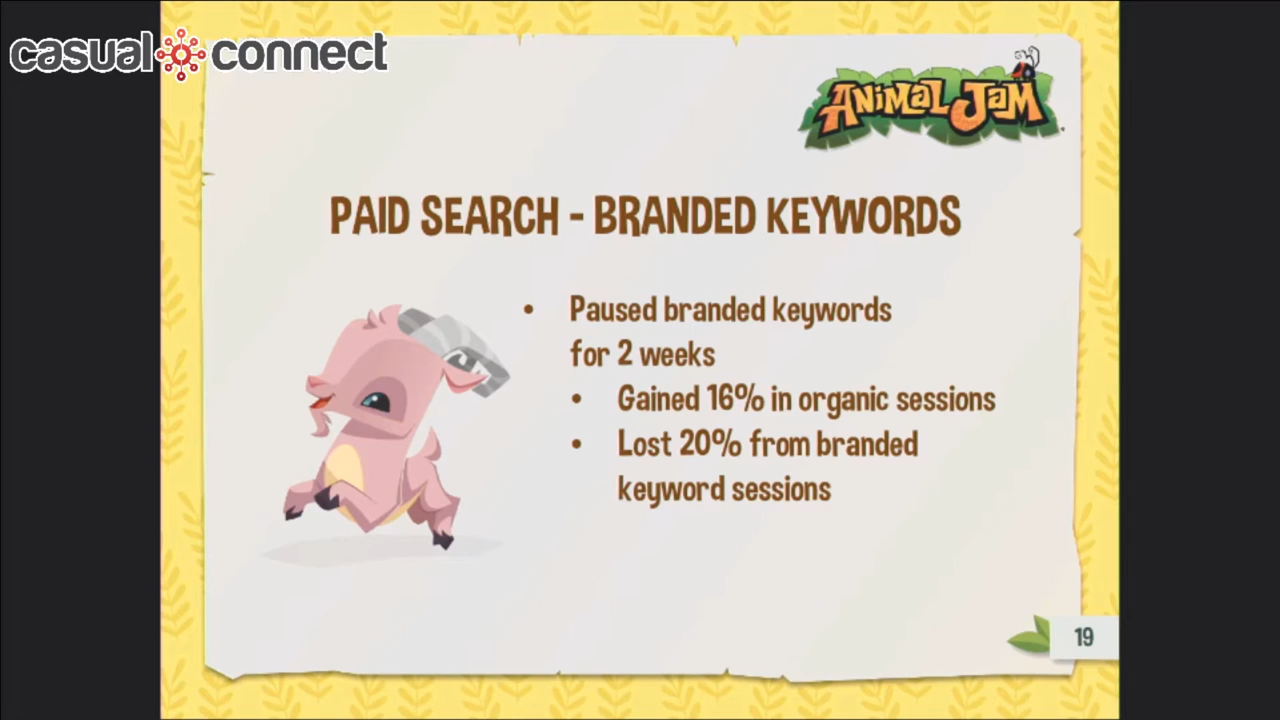 casual connect
ANIMAL JAM
PAID SEARCH - BRANDED KEYWORDS
• Paused branded keywords
for 2 weeks
• Gained 16% in organic sessions
• Lost 20% from branded
keyword sessions
19